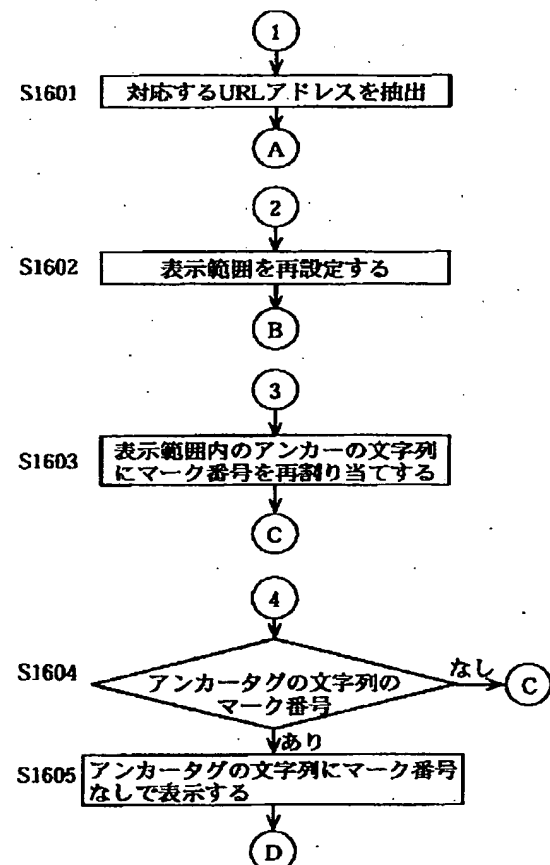 1
S1601
対応するURLアドレスを抽出
A
2
S1602
表示範囲を再設定する
B
3
S1603
表示範囲内のアンカーの文字列
にマーク番号を再割り当てする
C
4
S1604
アンカータグの文字列の
マーク番号
なし
C
あり
S1605
アンカータグの文字列にマーク番号
なしで表示する
D